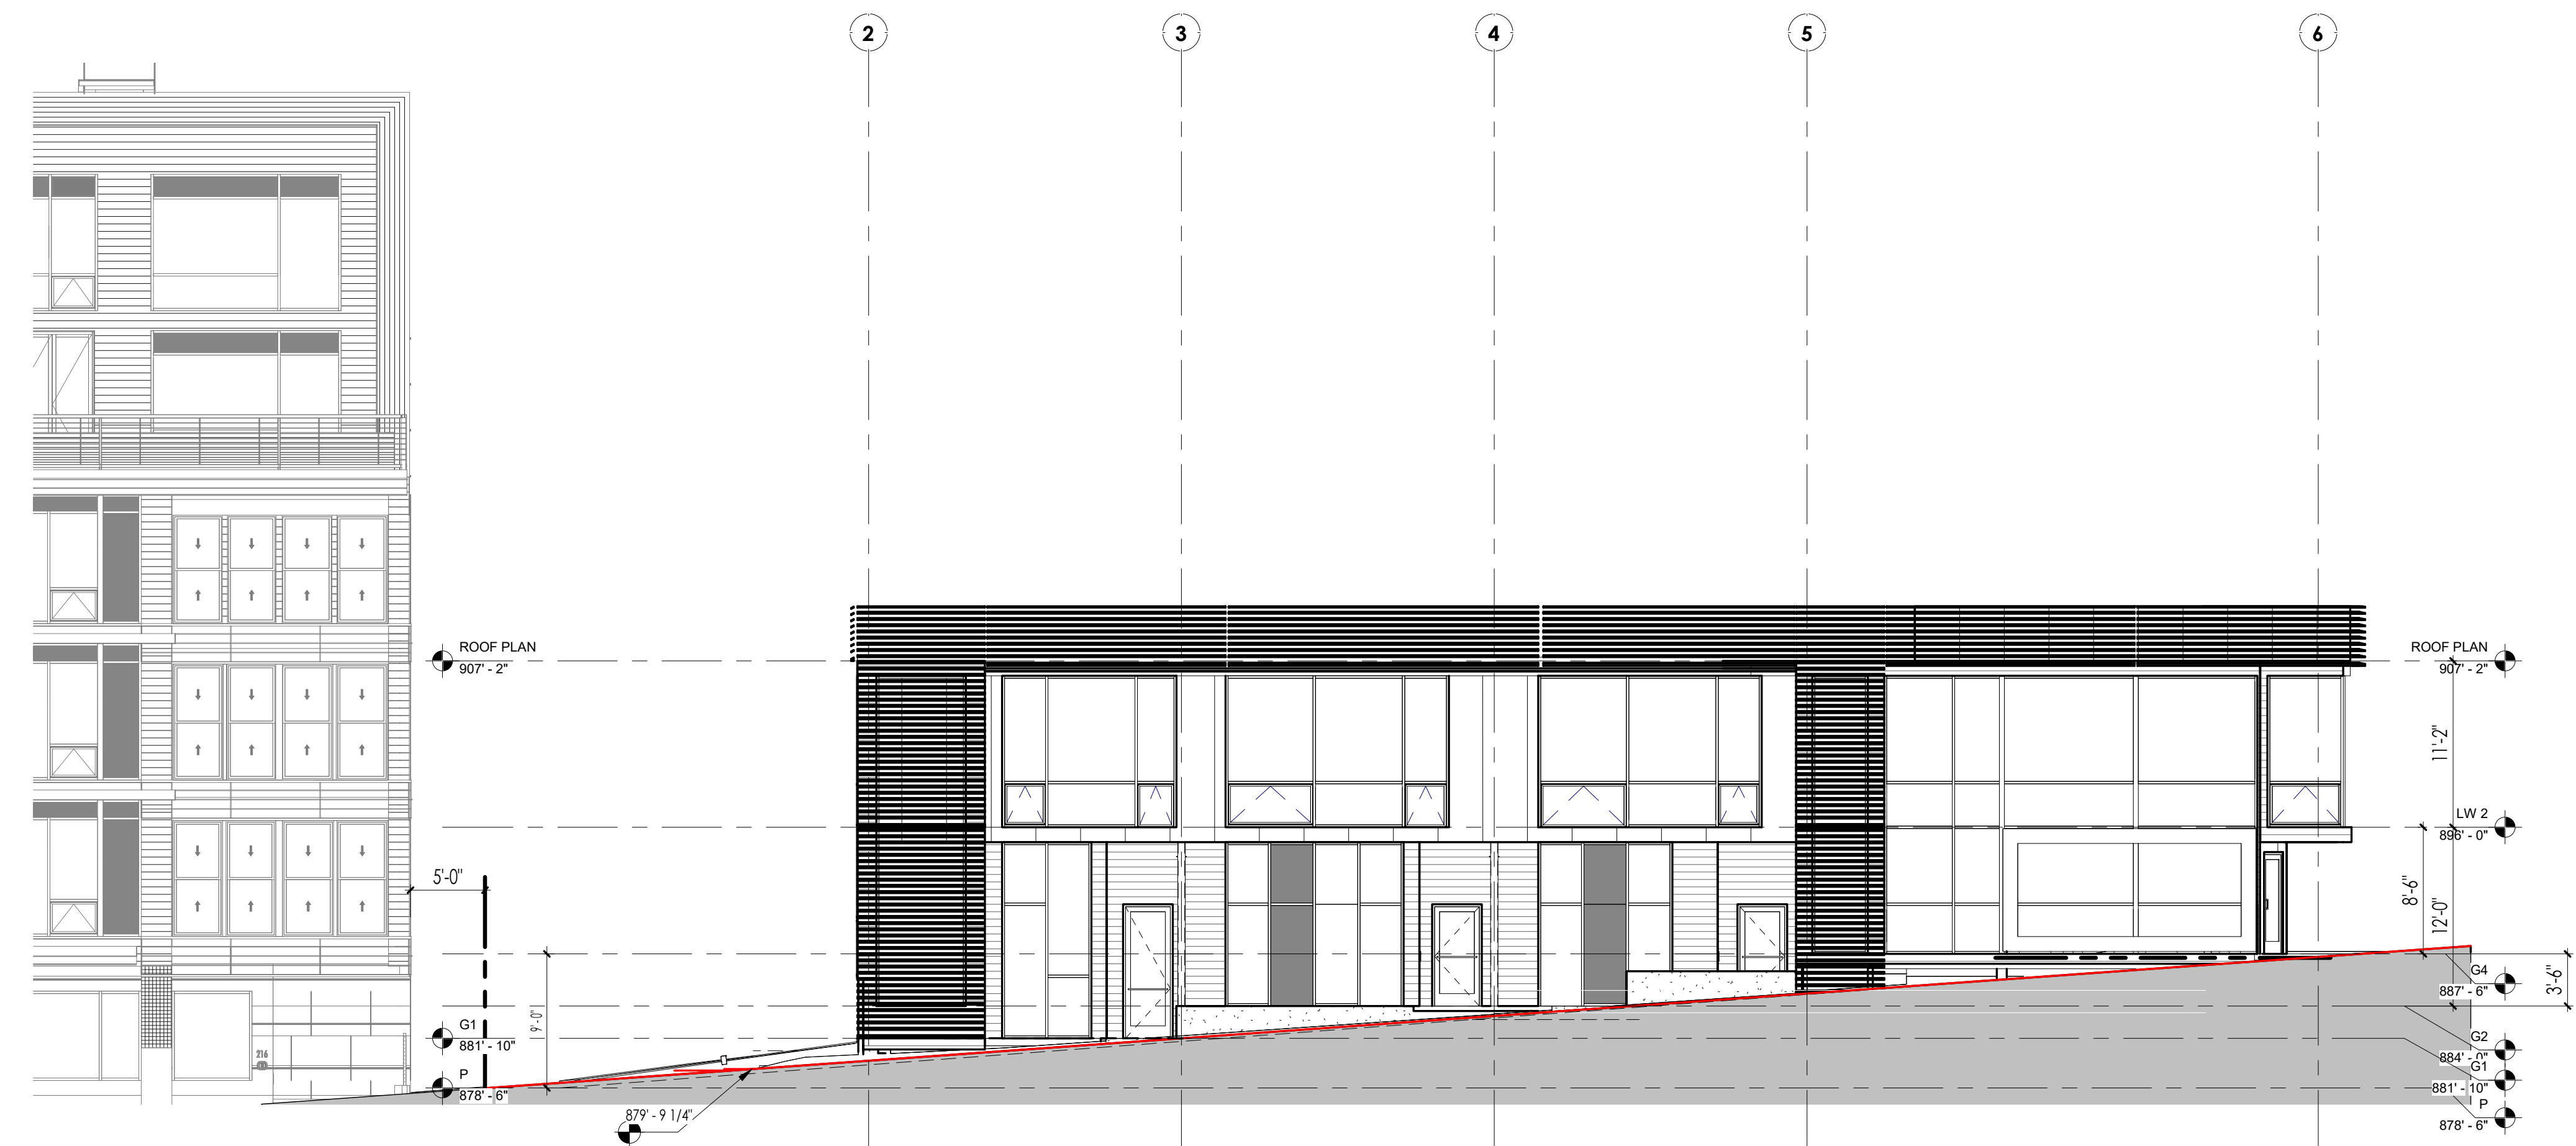 2
3
4
5
6
ROOF PLAN
907' - 2"
ROOF PLAN
907' - 2"
11'-2"
LW 2
896' - 0"
5'-0"
8'-6"
12'-0"
9'-0"
G4
887' - 6"
3'-6"
G1
881' - 10"
216
G2
884' - 0"
G1
881' - 10"
P
878' - 6"
P
878' - 6"
879' - 9 1/4"